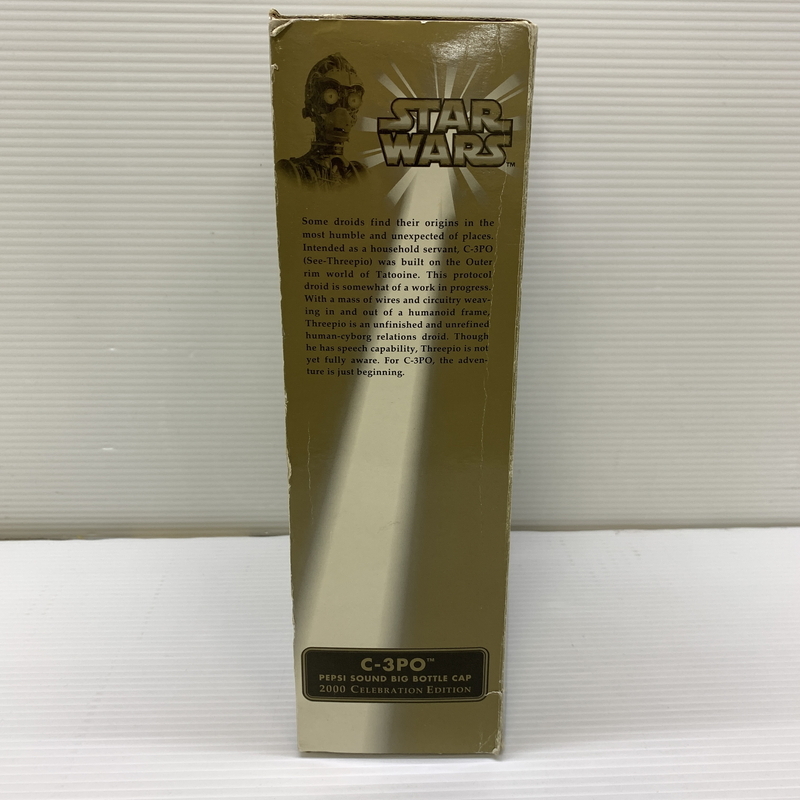 STAR
WARS™
Some droids find their origins in the
most humble and unexpected of places.
Intended as a household servant, C-3PO
(See-Threepio) was built on the Outer
rim world of Tatooine. This protocol
droid is somewhat of a work in progress.
With a mass of wires and circuitry weav-
ing in and out of a humanoid frame,
Threepio is an unfinished and unrefined
human-cyborg relations droid. Though
he has speech capability, Threepio is not
yet fully aware. For C-3PO, the adven-
ture is just beginning.
C-3PO™
PEPSI SOUND BIG BOTTLE CAP
2000 CELEBRATION EDITION